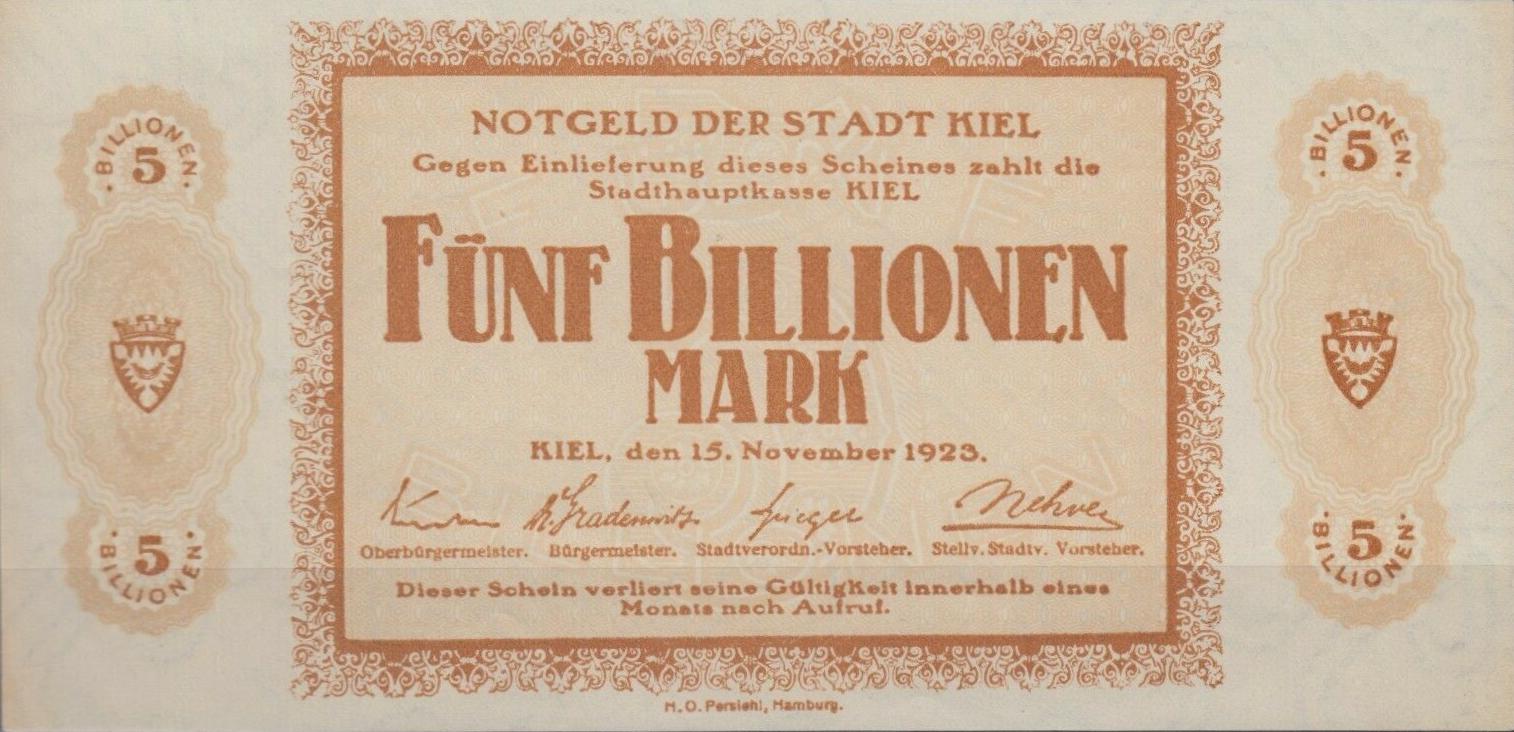 NOTGELD DER STADT KIEL
Gegen Einlieferung dieses Scheines zahlt die
Stadthauptkasse KIEL
FÜNF BILLIONEN
MARK
KIEL, den 15. November 1923.
Oberbürgermeister. Bürgermeister. Stadtverordn.-Vorsteher. Stellv. Stadtv. Vorsteher.
Dieser Schein verliert seine Gültigkeit innerhalb eines
Monats nach Aufruf.
H.O. Persiehl, Hamburg.
BILLIONEN
5
5
BILLIONEN
BILLIONEN
5
5
BILLIONEN